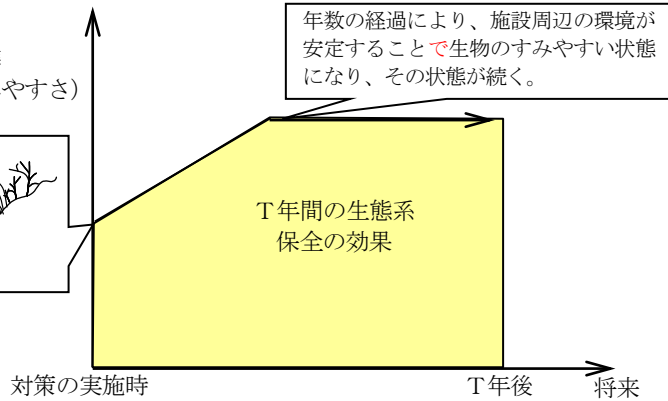 年数の経過により、施設周辺の環境が
安定することで生物のすみやすい状態
になり、その状態が続く。
やすさ）
Ｔ年間の生態系
保全の効果
対策の実施時
Ｔ年後
将来